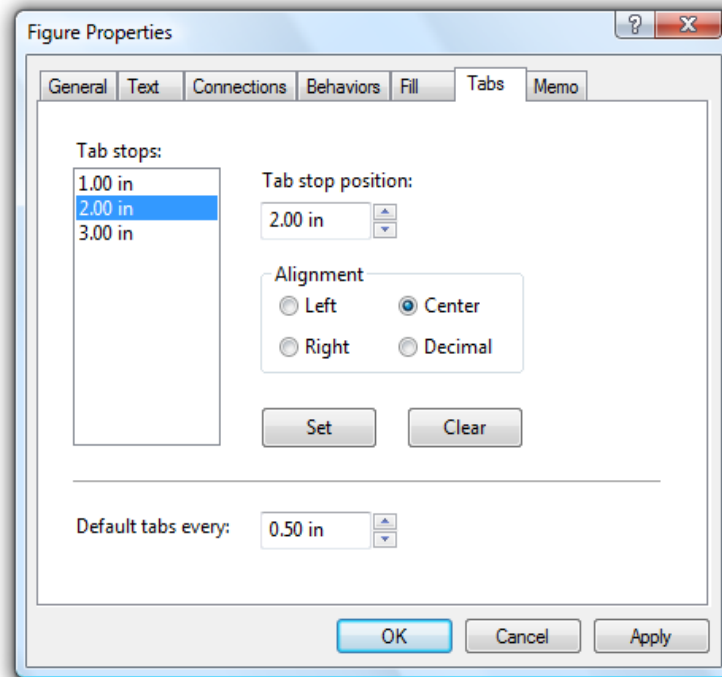 Figure Properties
General Text Connections Behaviors Fill Tabs Memo
Tab stops:
1.00 in
2.00 in
3.00 in
Tab stop position:
2.00 in
Alignment
Left Center
Right Decimal
Set Clear
Default tabs every: 0.50 in
OK Cancel Apply